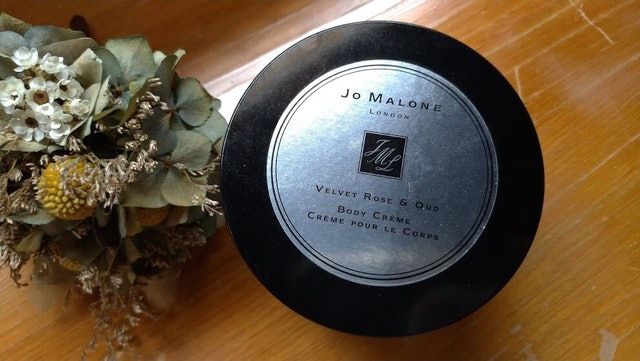 Jo Malone
London
JML
Velvet Rose & Oud
Body Crème
Crème pour le Corps